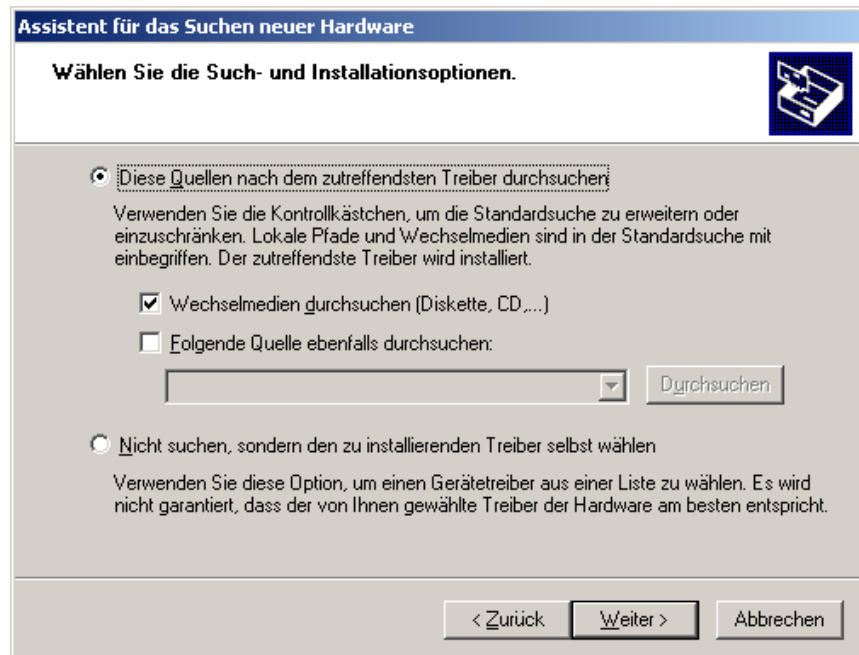 Assistent für das Suchen neuer Hardware
Wählen Sie die Such- und Installationsoptionen.
Diese Quellen nach dem zutreffendsten Treiber durchsuchen
Verwenden Sie die Kontrollkästchen, um die Standardsuche zu erweitern oder
einzuschränken. Lokale Pfade und Wechselmedien sind in der Standardsuche mit
einbegriffen. Der zutreffendste Treiber wird installiert.
Wechselmedien durchsuchen (Diskette, CD,...)
Folgende Quelle ebenfalls durchsuchen:
Durchsuchen
Nicht suchen, sondern den zu installierenden Treiber selbst wählen
Verwenden Sie diese Option, um einen Gerätetreiber aus einer Liste zu wählen. Es wird
nicht garantiert, dass der von Ihnen gewählte Treiber der Hardware am besten entspricht.
< Zurück Weiter > Abbrechen